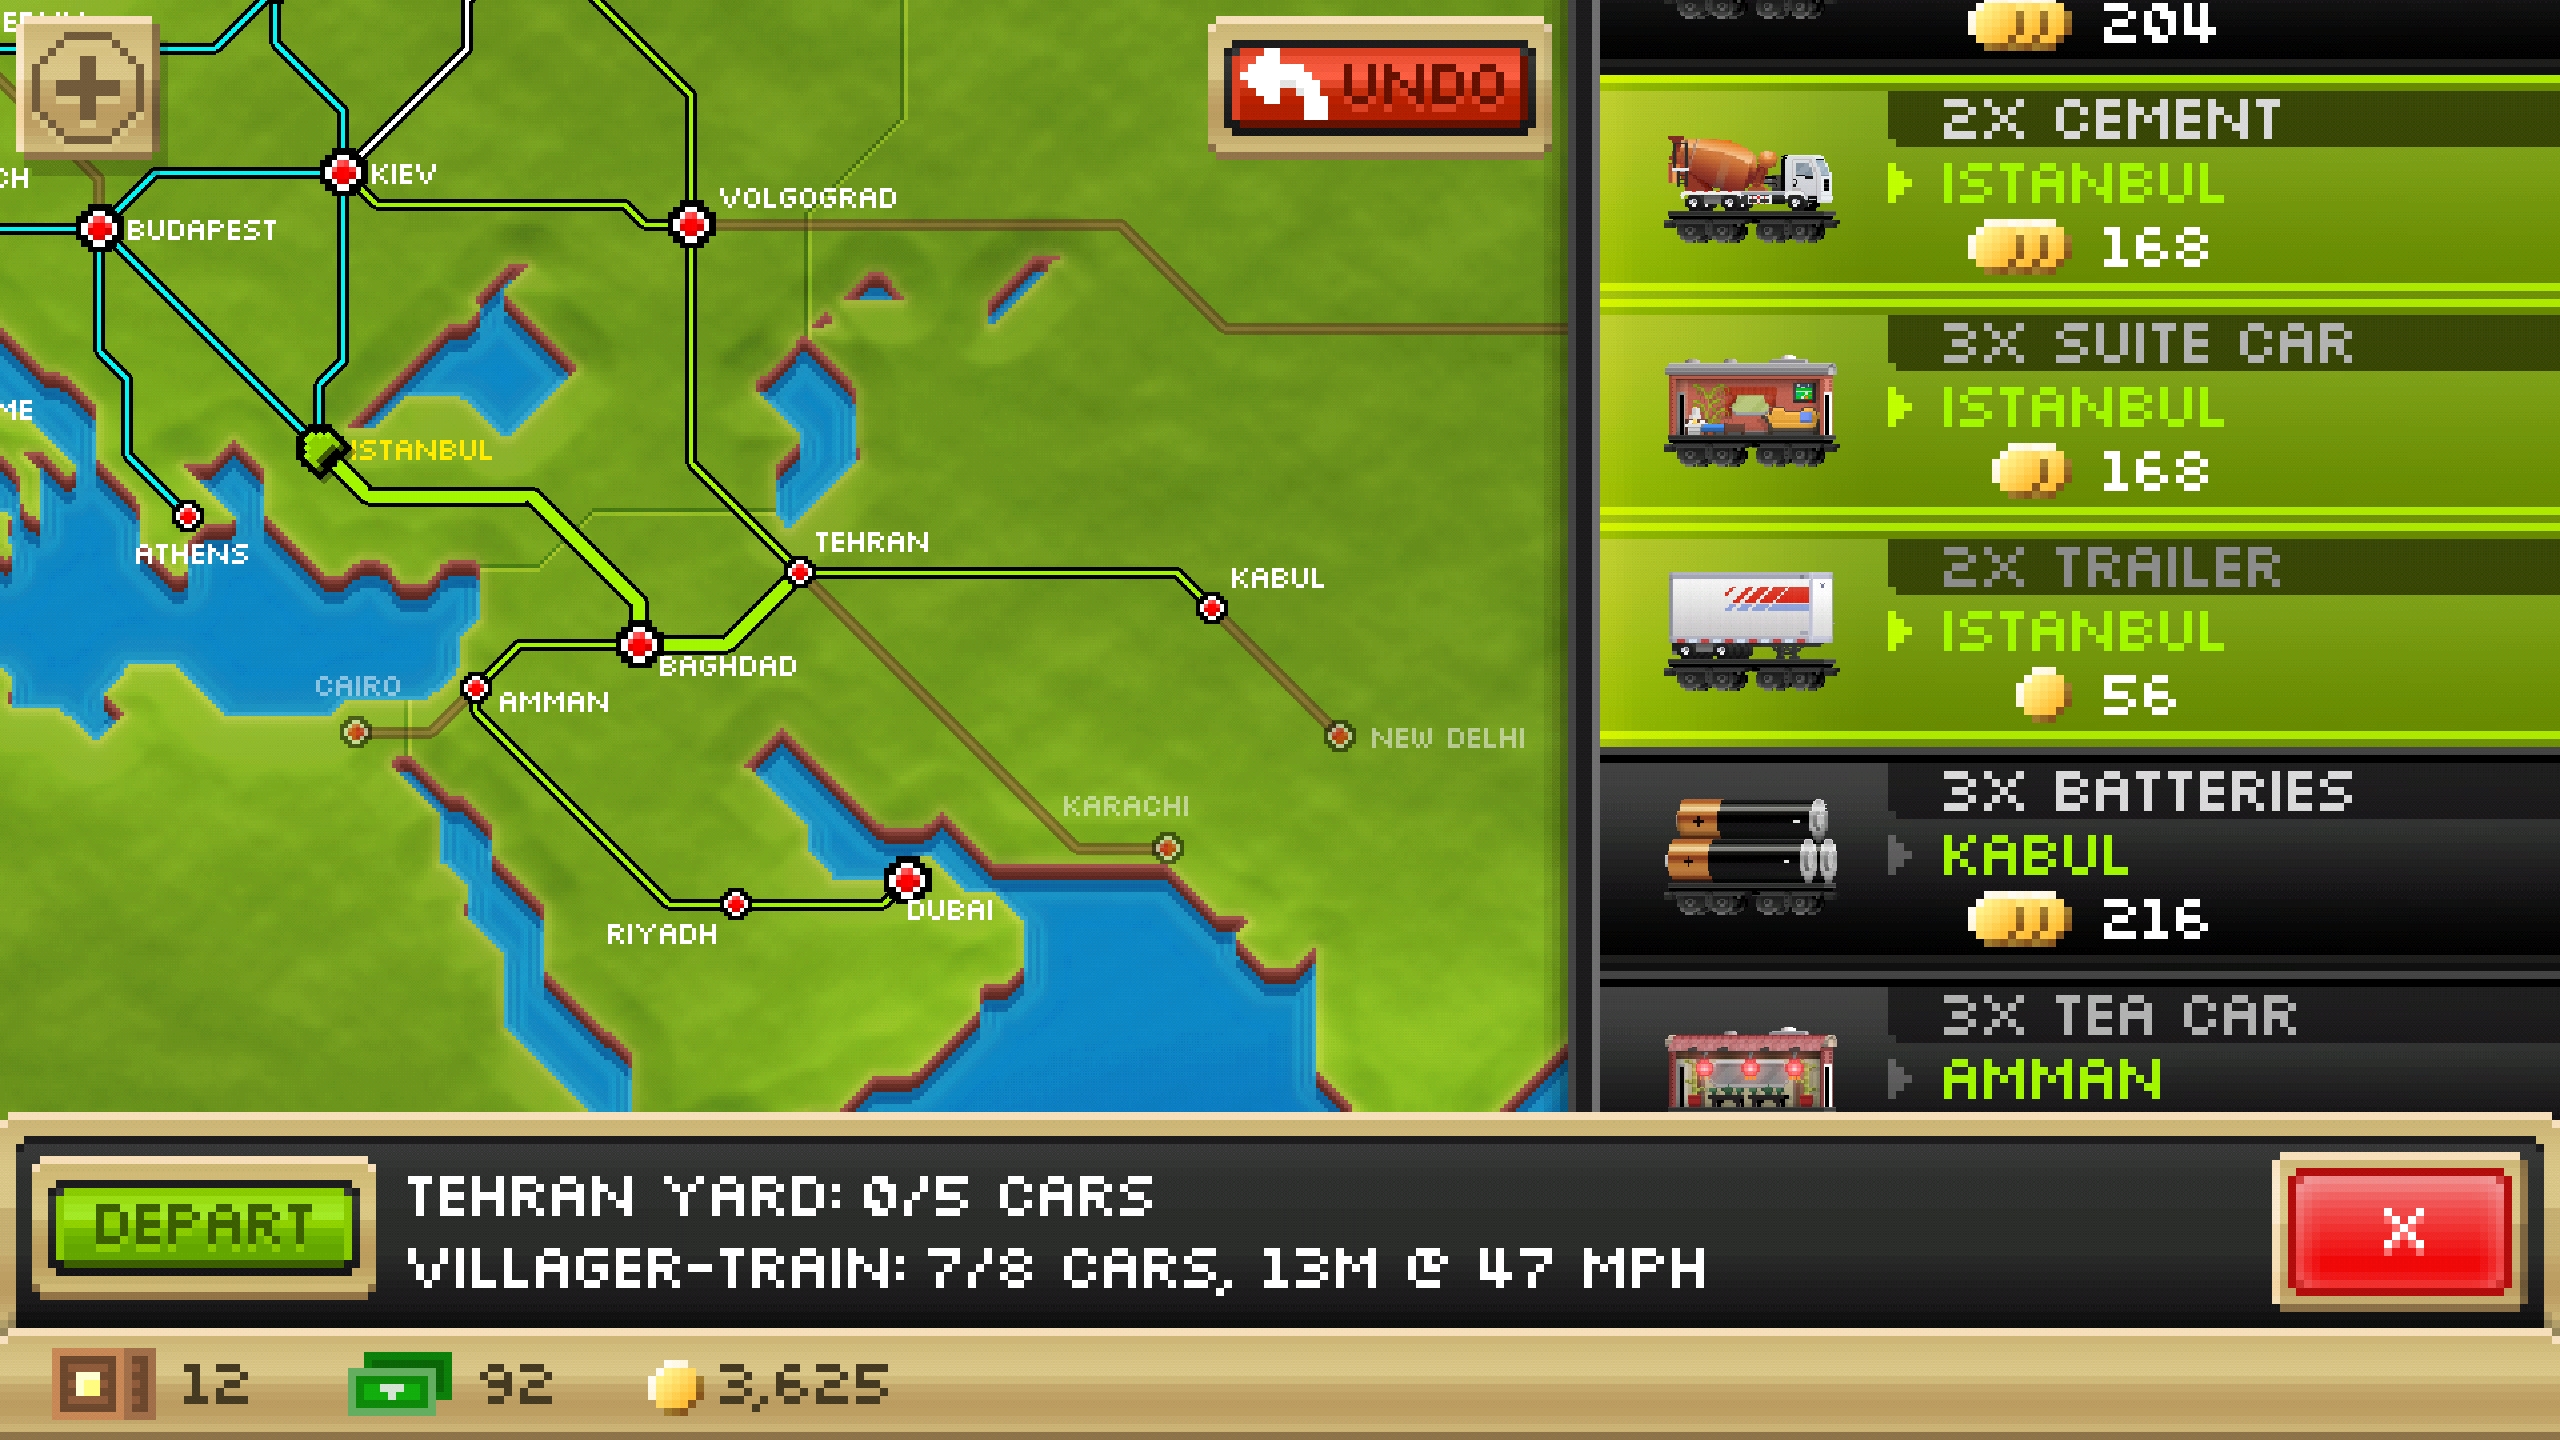 204
UNDO
2X CEMENT
ISTANBUL
168
3X SUITE CAR
ISTANBUL
168
2X TRAILER
ISTANBUL
56
3X BATTERIES
KABUL
216
3X TEA CAR
AMMAN
KIEV
VOLGOGRAD
BUDAPEST
ISTANBUL
ATHENS
TEHRAN
KABUL
BAGHDAD
CAIRO
AMMAN
NEW DELHI
KARACHI
RIYADH
DUBAI
DEPART
TEHRAN YARD: 0/5 CARS
VILLAGER-TRAIN: 7/8 CARS, 13M @ 47 MPH
X
12
92
3,625